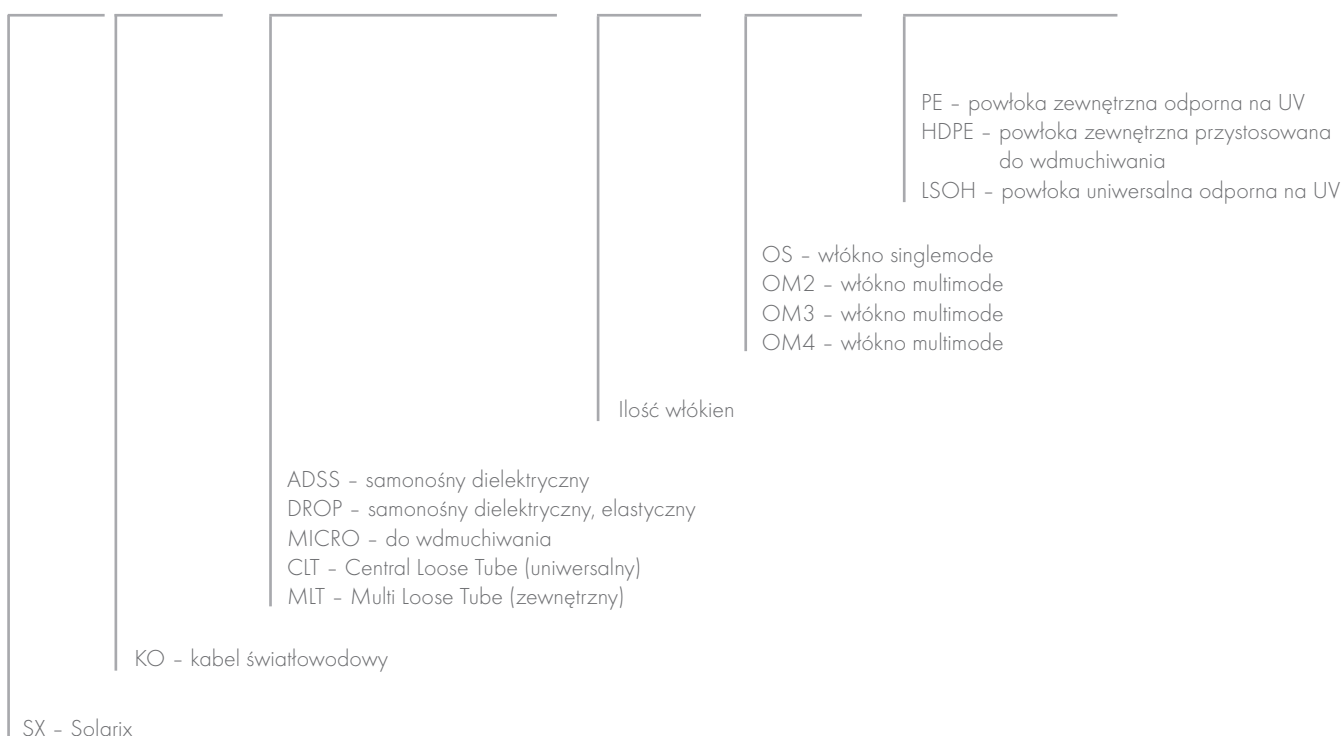 PE – powłoka zewnętrzna odporna na UV
HDPE – powłoka zewnętrzna przystosowana
do wdmuchiwania
LSOH – powłoka uniwersalna odporna na UV
OS – włókno singlemode
OM2 – włókno multimode
OM3 – włókno multimode
OM4 – włókno multimode
Ilość włókien
ADSS – samonośny dielektryczny
DROP – samonośny dielektryczny, elastyczny
MICRO – do wdmuchiwania
CLT – Central Loose Tube (uniwersalny)
MLT – Multi Loose Tube (zewnętrzny)
KO – kabel światłowodowy
SX – Solarix